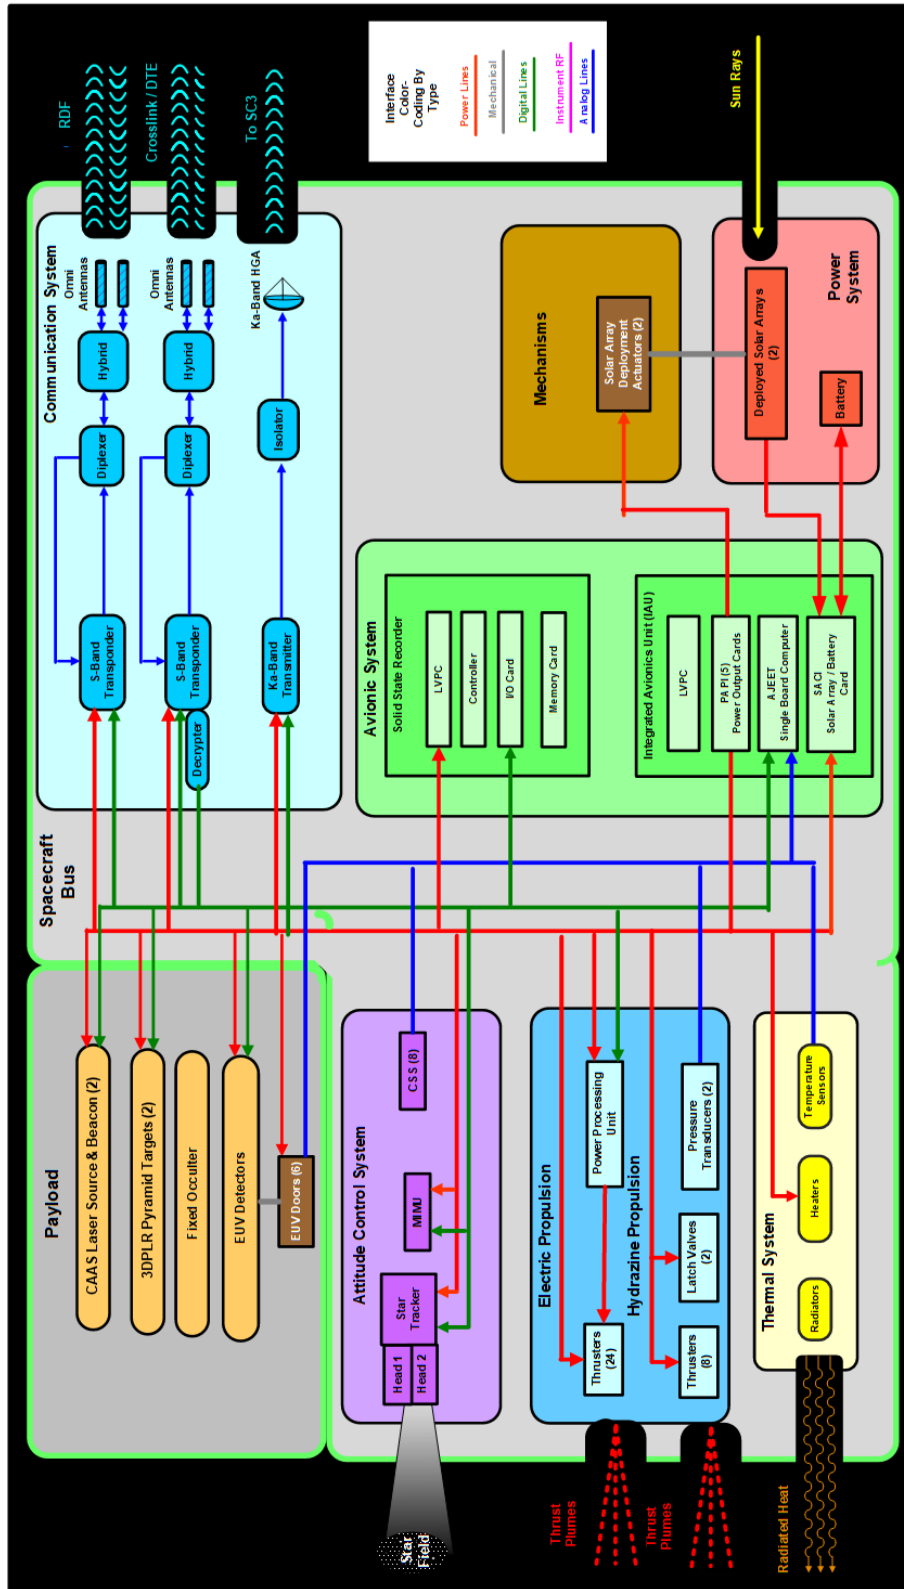 RDF
Crosslink / DTE
To SC3
Interface
Color-
Coding By
Type
Power Lines
Mechanical
Digital Lines
Instrument RF
Analog Lines
Sun Rays
Spacecraft
Bus
Communication System
S-Band
Transponder
Diplexer
Hybrid
Omni
Antennas
S-Band
Transponder
Decrypter
Diplexer
Hybrid
Omni
Antennas
Ka-Band
Transmitter
Isolator
Ka-Band HGA
Mechanisms
Solar Array
Deployment
Actuators (2)
Power
System
Deployed Solar Arrays
(2)
Battery
Avionic System
Solid State Recorder
LVPC
Controller
I/O Card
Memory Card
Integrated Avionics Unit (IAU)
LVPC
PAPI (5)
Power Output Cards
AJEET
Single Board Computer
SACI
Solar Array / Battery
Card
Payload
CAAS Laser Source & Beacon (2)
3DPLR Pyramid Targets (2)
Fixed Occulter
EUV Detectors
EUV Doors (6)
Attitude Control System
Head 1
Head 2
Star
Tracker
MIMU
CSS (8)
Star
Field
Electric Propulsion
Thrusters
(24)
Power Processing
Unit
Hydrazine Propulsion
Thrusters
(8)
Latch Valves
(2)
Pressure
Transducers (2)
Thrust
Plumes
Thrust
Plumes
Thermal System
Radiators
Heaters
Temperature
Sensors
Radiated Heat